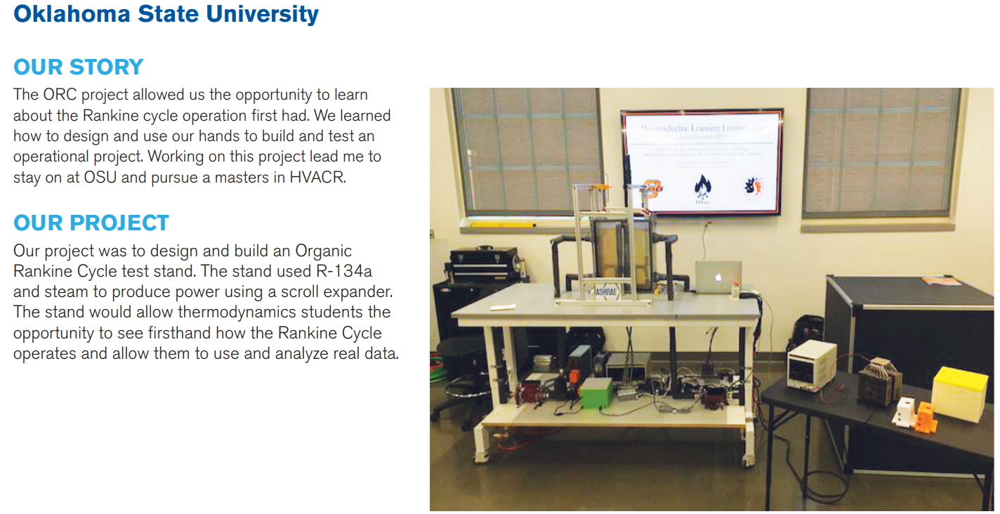 Oklahoma State University
OUR STORY
The ORC project allowed us the opportunity to learn
about the Rankine cycle operation first had. We learned
how to design and use our hands to build and test an
operational project. Working on this project lead me to
stay on at OSU and pursue a masters in HVACR.
OUR PROJECT
Our project was to design and build an Organic
Rankine Cycle test stand. The stand used R-134a
and steam to produce power using a scroll expander.
The stand would allow thermodynamics students the
opportunity to see firsthand how the Rankine Cycle
operates and allow them to use and analyze real data.
Thermoelectric Learning
Senior Design EXPO
ASHRAE